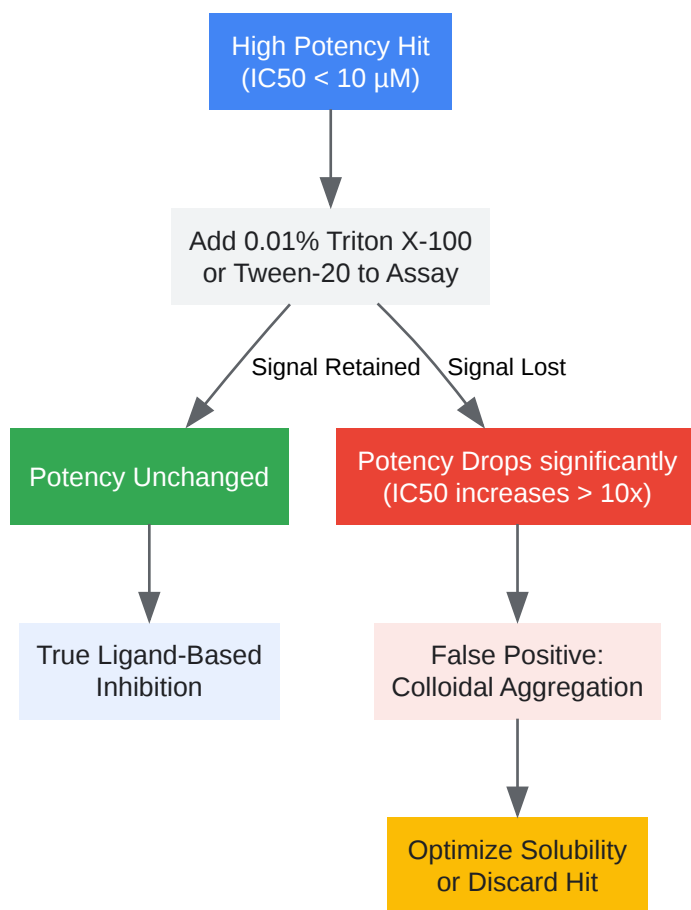 High Potency Hit
(IC50 < 10 µM)
Add 0.01% Triton X-100
or Tween-20 to Assay
Signal Retained
Signal Lost
Potency Unchanged
Potency Drops significantly
(IC50 increases > 10x)
True Ligand-Based
Inhibition
False Positive:
Colloidal Aggregation
Optimize Solubility
or Discard Hit